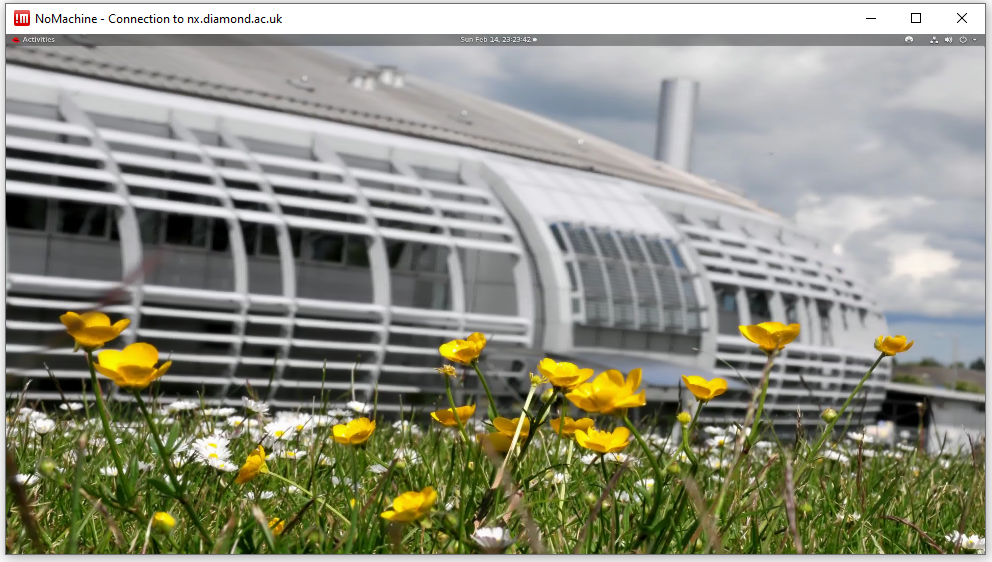 !M NoMachine - Connection to nx.diamond.ac.uk
Activities
Sun Feb 14, 23:23:42